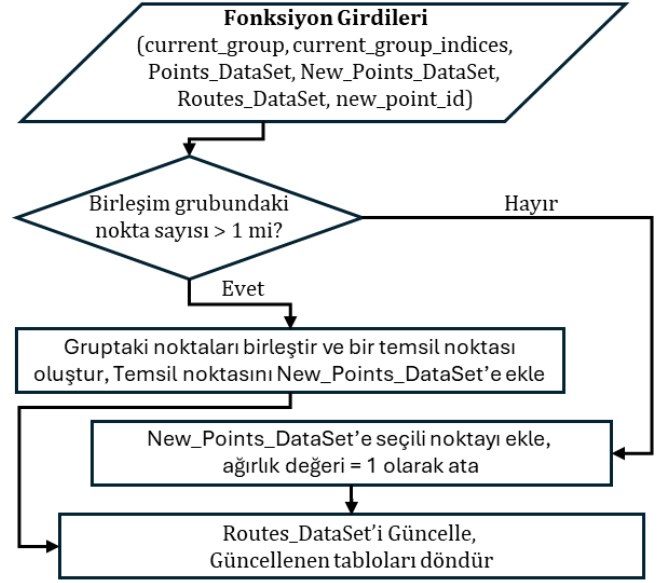 Fonksiyon Girdileri
(current_group, current_group_indices,
Points_DataSet, New_Points_DataSet,
Routes_DataSet, new_point_id)
Birleşim grubundaki
nokta sayısı > 1 mi?
Hayır
Evet
Gruptaki noktaları birleştir ve bir temsil noktası
oluştur, Temsil noktasını New_Points_DataSet’e ekle
New_Points_DataSet’e seçili noktayı ekle,
ağırlık değeri = 1 olarak ata
Routes_DataSet’i Güncelle,
Güncellenen tabloları döndür